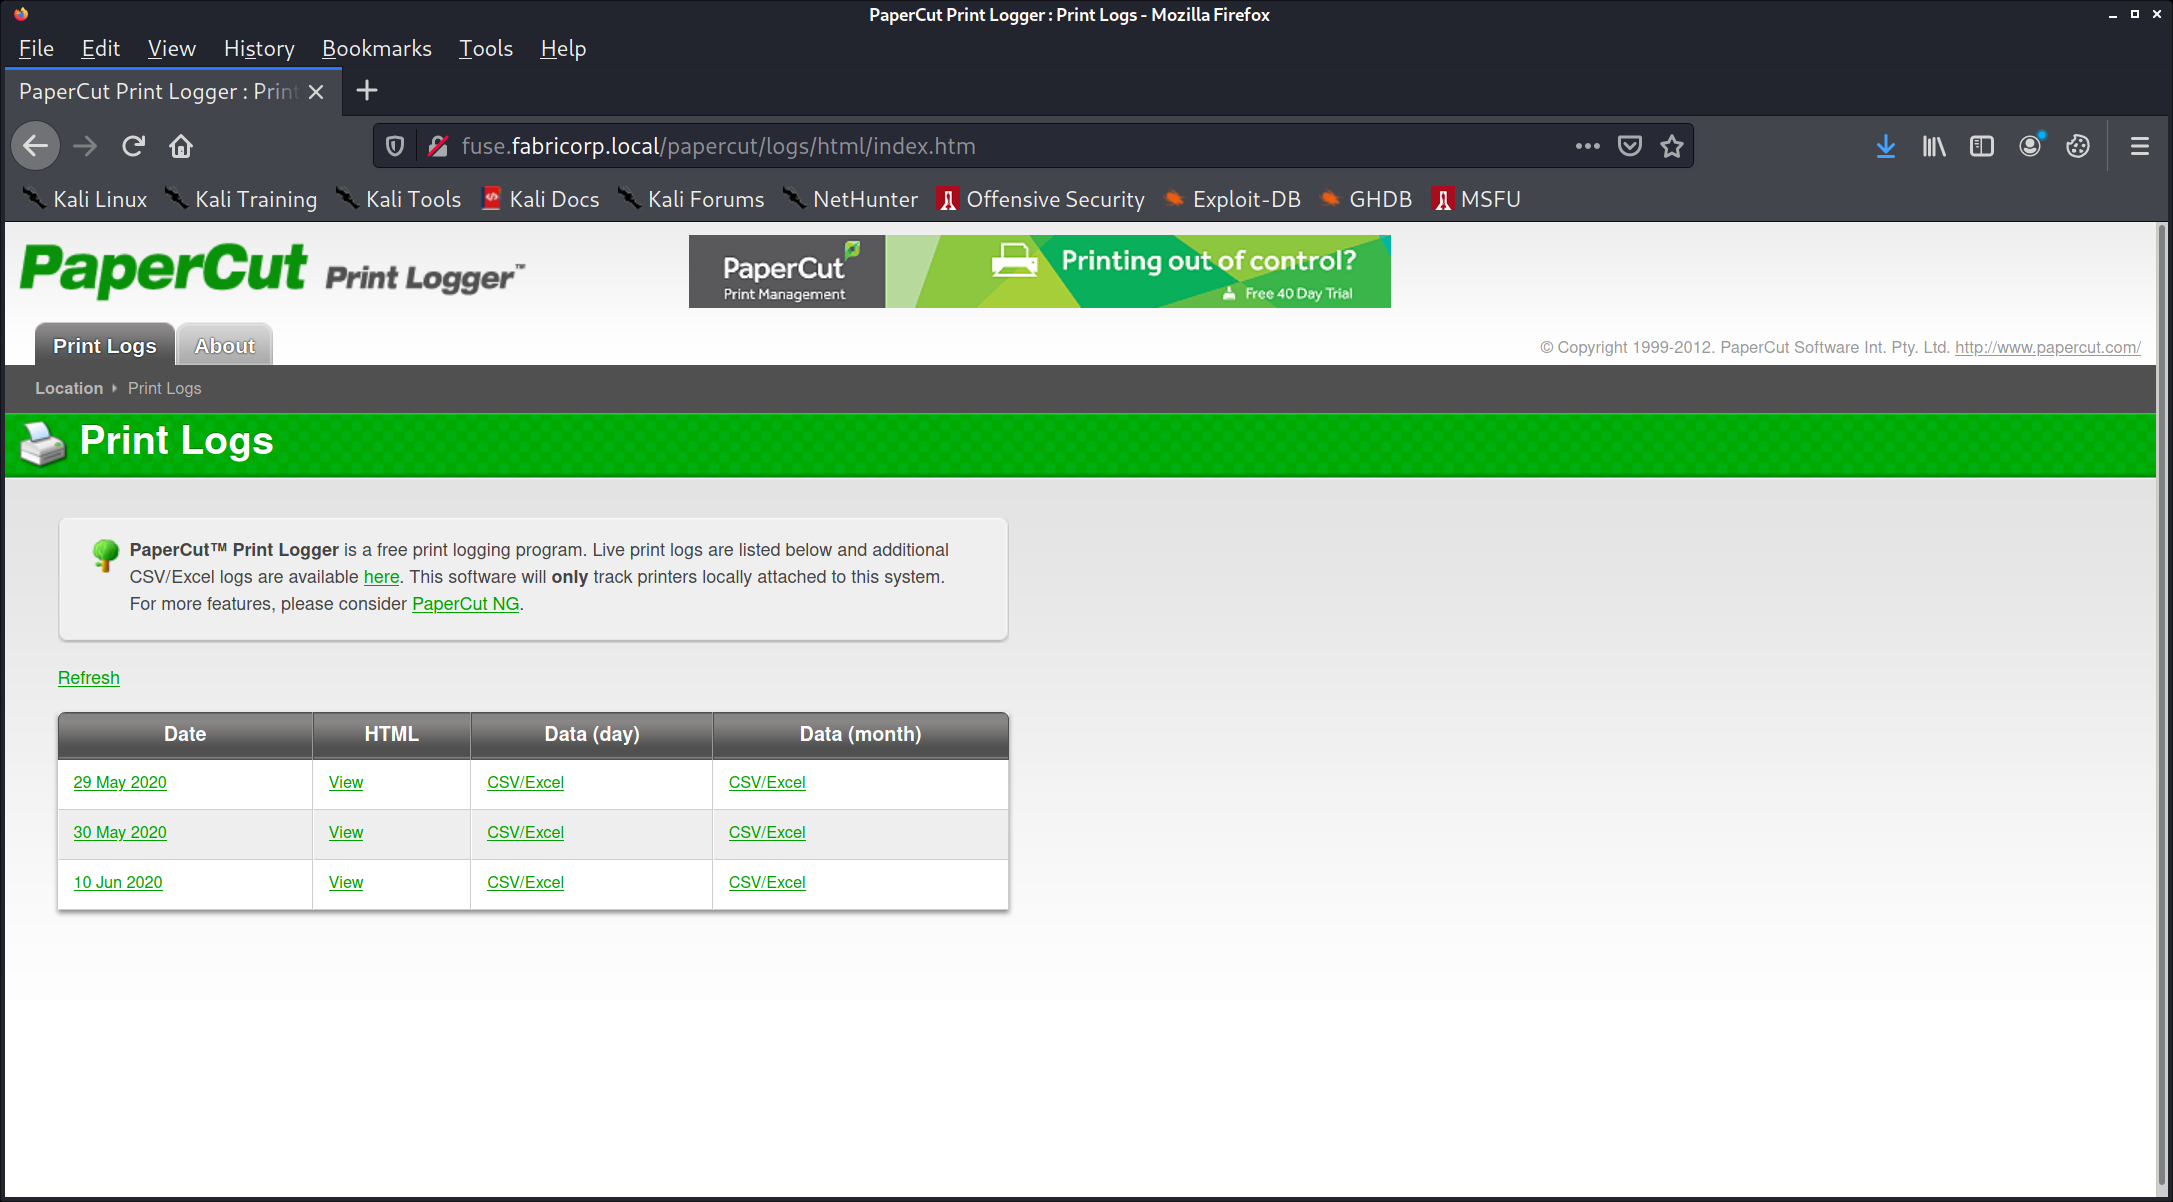 PaperCut Print Logger : Print Logs - Mozilla Firefox
File Edit View History Bookmarks Tools Help
PaperCut Print Logger : Print
fuse.fabricorp.local/papercut/logs/html/index.htm
Kali Linux Kali Training Kali Tools Kali Docs Kali Forums NetHunter Offensive Security Exploit-DB GHDB MSFU
PaperCut Print Logger™
PaperCut
Print Management
Printing out of control?
Free 40 Day Trial
Print Logs About
© Copyright 1999-2012. PaperCut Software Int. Pty. Ltd. http://www.papercut.com/
Location Print Logs
Print Logs
PaperCut™ Print Logger is a free print logging program. Live print logs are listed below and additional
CSV/Excel logs are available here. This software will only track printers locally attached to this system.
For more features, please consider PaperCut NG.
Refresh
Date HTML Data (day) Data (month)
29 May 2020 View CSV/Excel CSV/Excel
30 May 2020 View CSV/Excel CSV/Excel
10 Jun 2020 View CSV/Excel CSV/Excel